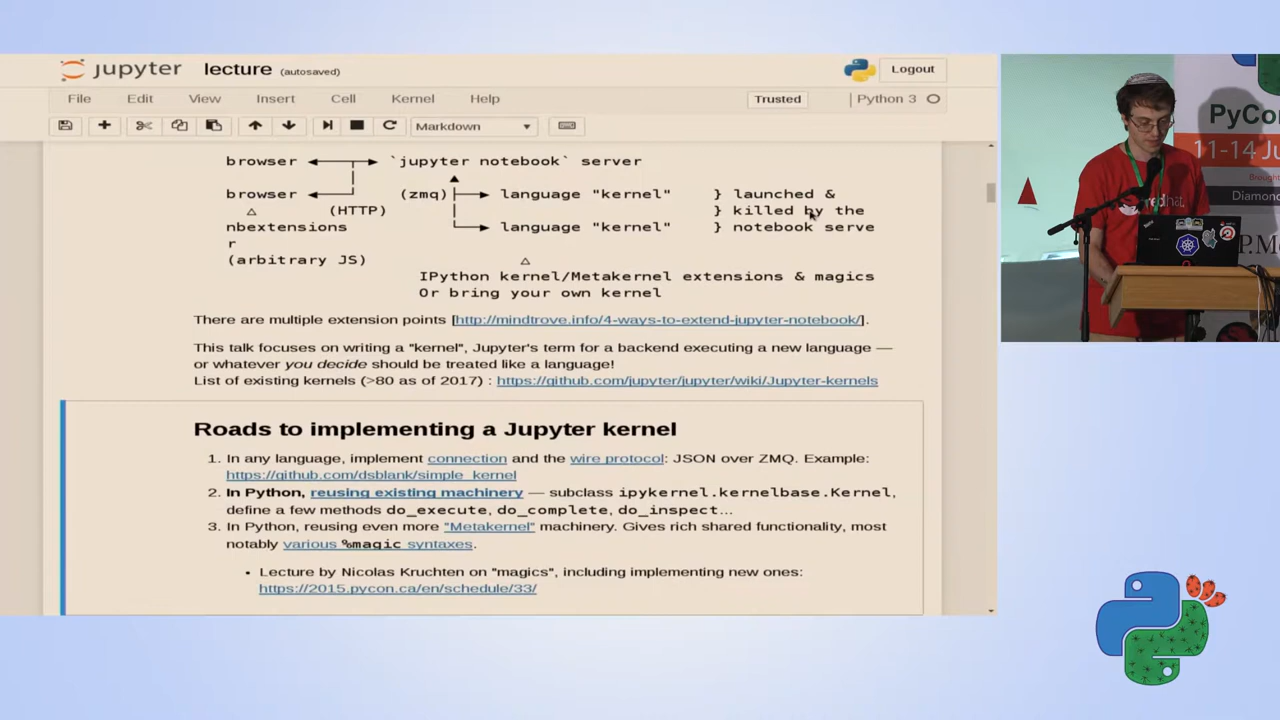 jupyter lecture (autosaved) Logout
File Edit View Insert Cell Kernel Help Trusted Python 3
Markdown
browser `jupyter notebook` server
browser (zmq) language "kernel" } launched &
(HTTP) } killed by the
nbextensions language "kernel" } notebook serve
r
(arbitrary JS)
IPython kernel/Metakernel extensions & magics
Or bring your own kernel
There are multiple extension points [http://mindtrove.info/4-ways-to-extend-jupyter-notebook/].
This talk focuses on writing a "kernel", Jupyter's term for a backend executing a new language —
or whatever you decide should be treated like a language!
List of existing kernels (>80 as of 2017) : https://github.com/jupyter/jupyter/wiki/Jupyter-kernels
Roads to implementing a Jupyter kernel
1. In any language, implement connection and the wire protocol: JSON over ZMQ. Example:
https://github.com/dsblank/simple_kernel
2. In Python, reusing existing machinery — subclass ipykernel.kernelbase.Kernel,
define a few methods do_execute, do_complete, do_inspect...
3. In Python, reusing even more "Metakernel" machinery. Gives rich shared functionality, most
notably various %magic syntaxes.
• Lecture by Nicolas Kruchten on "magics", including implementing new ones:
https://2015.pycon.ca/en/schedule/33/
PyCon
11-14 Ju
Brought
Diamon
redhat
P.M